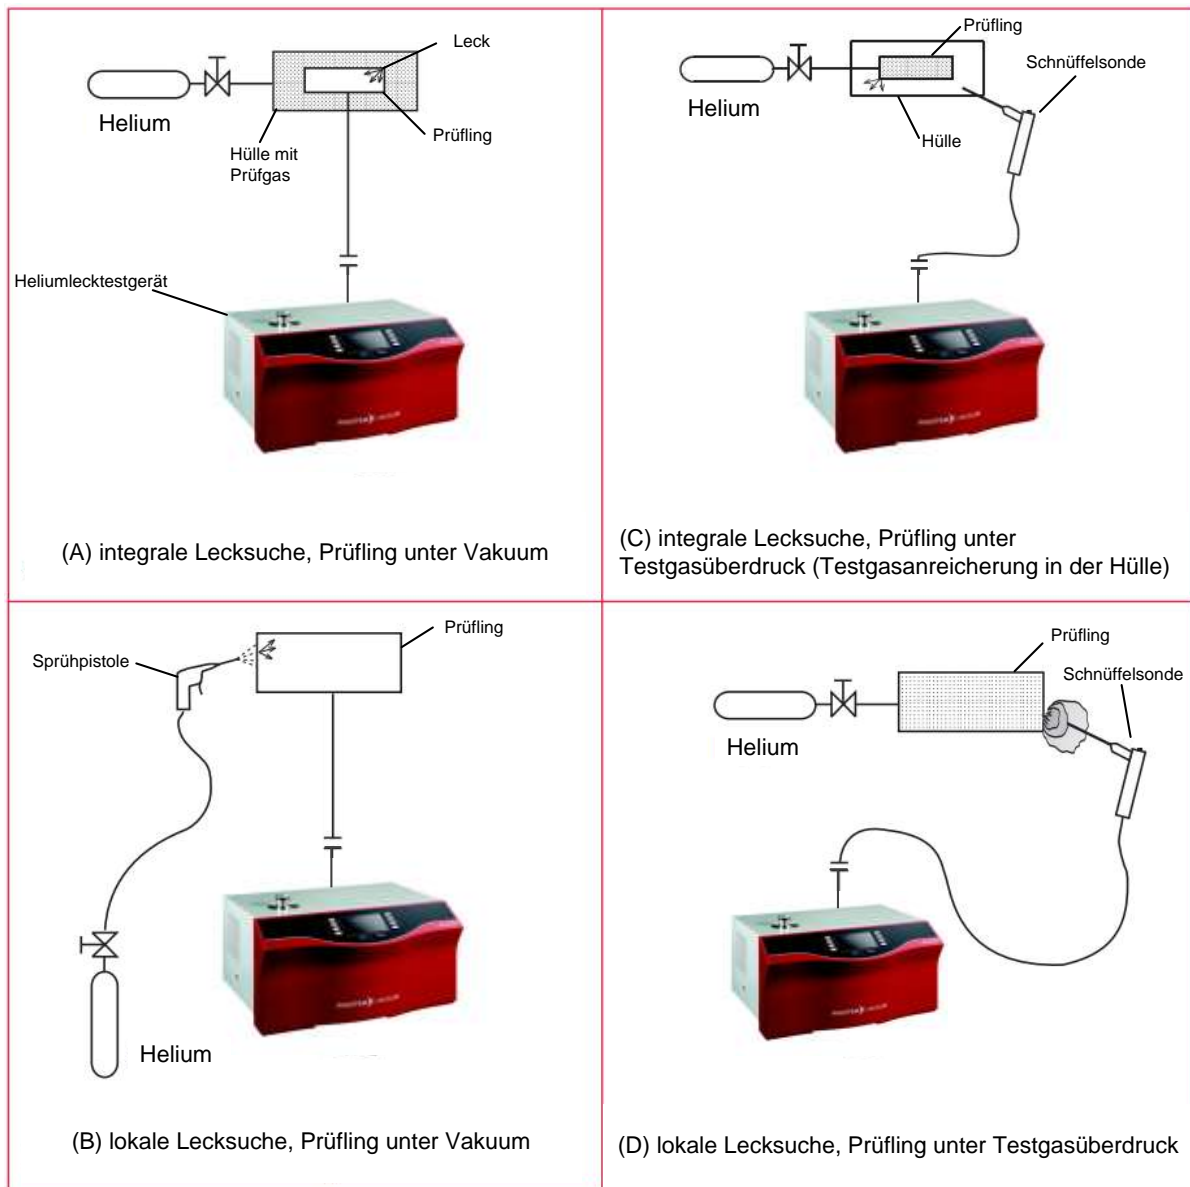 Leck
Helium
Prüfling
Hülle mit
Prüfgas
Heliumlecktestgerät
(A) integrale Lecksuche, Prüfling unter Vakuum
Prüfling
Schnüffelsonde
Helium
Hülle
(C) integrale Lecksuche, Prüfling unter
Testgasüberdruck (Testgasanreicherung in der Hülle)
Prüfling
Sprühpistole
Helium
(B) lokale Lecksuche, Prüfling unter Vakuum
Prüfling
Schnüffelsonde
Helium
(D) lokale Lecksuche, Prüfling unter Testgasüberdruck